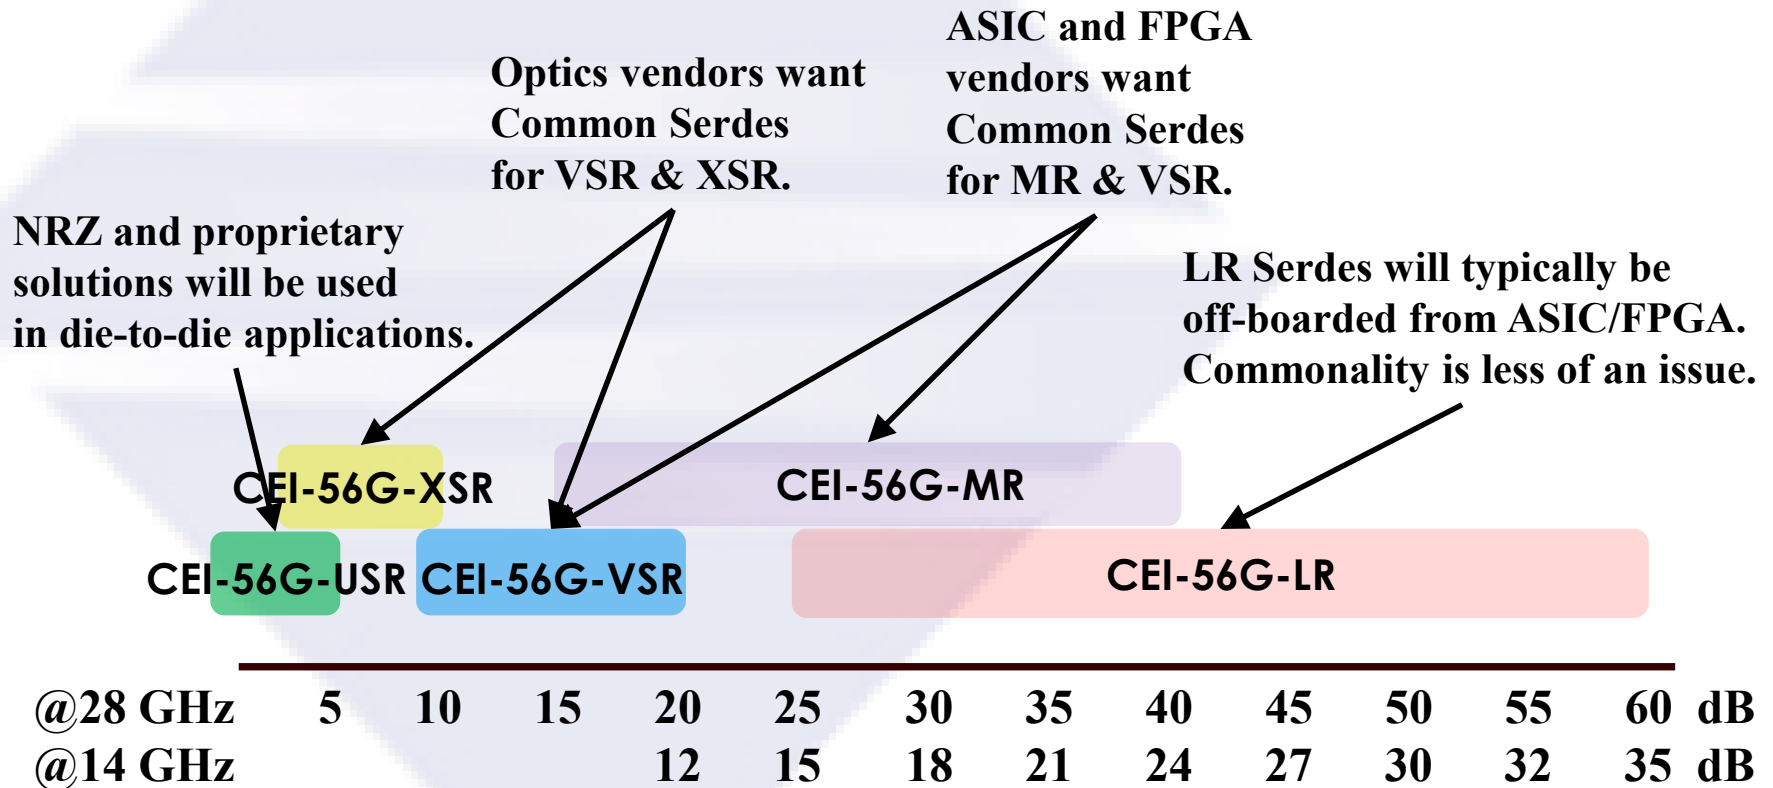 ASIC and FPGA
vendors want
Common Serdes
for MR & VSR.
Optics vendors want
Common Serdes
for VSR & XSR.
NRZ and proprietary
solutions will be used
in die-to-die applications.
LR Serdes will typically be
off-boarded from ASIC/FPGA.
Commonality is less of an issue.
CEI-56G-XSR
CEI-56G-MR
CEI-56G-USR
CEI-56G-VSR
CEI-56G-LR
@28 GHz 5 10 15 20 25 30 35 40 45 50 55 60 dB
@14 GHz 12 15 18 21 24 27 30 32 35 dB